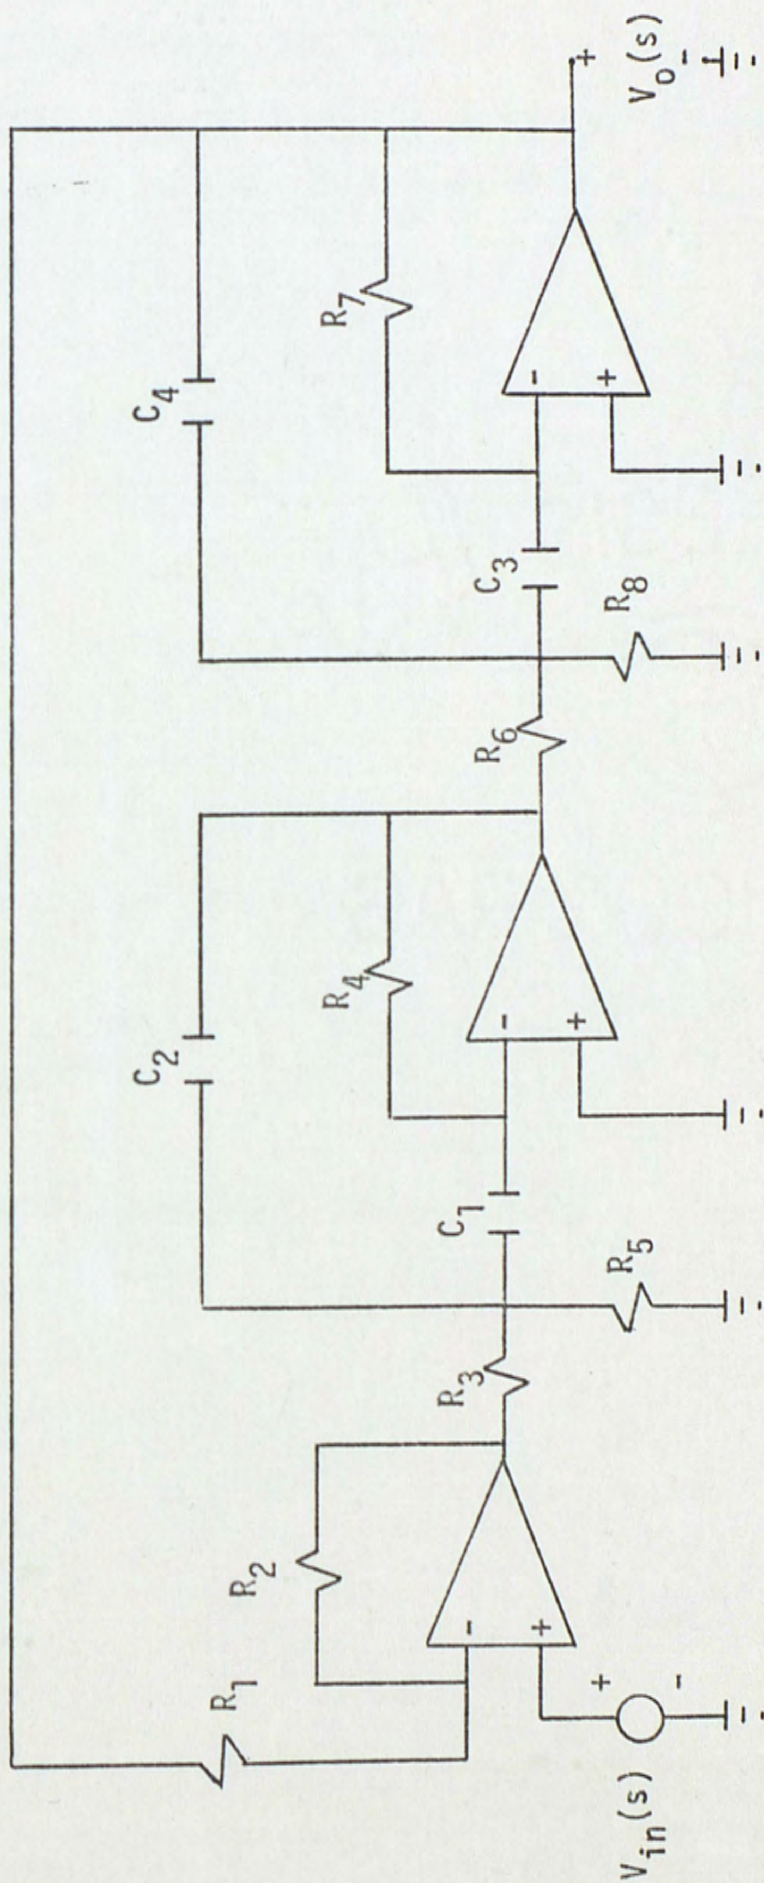 C2
C4
R1
R2
R4
R7
R3
C1
R6
C3
-
+
-
+
-
+
R5
R8
Vin(s)
+
-
+
Vo(s)
-